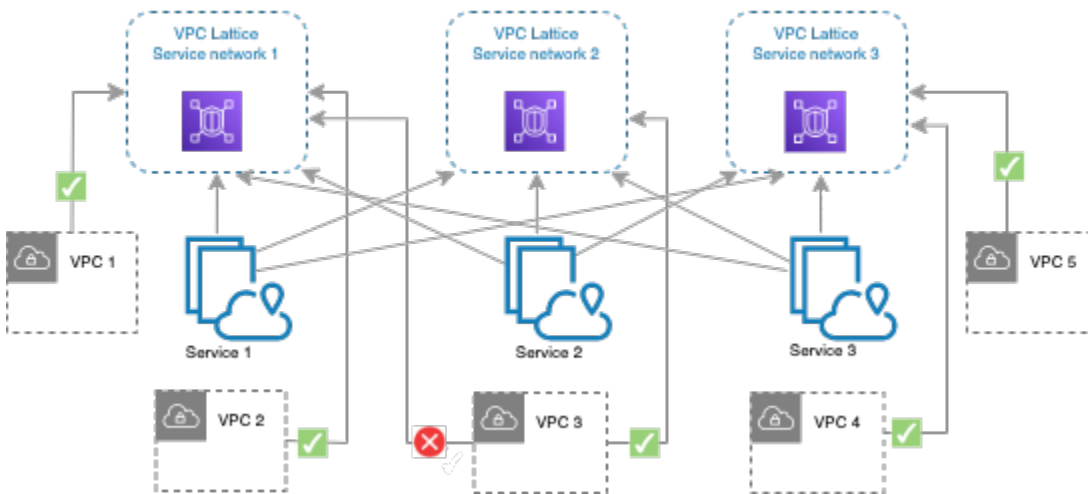 VPC Lattice
Service network 1
VPC Lattice
Service network 2
VPC Lattice
Service network 3
VPC 1
VPC 5
Service 1
Service 2
Service 3
VPC 2
VPC 3
VPC 4